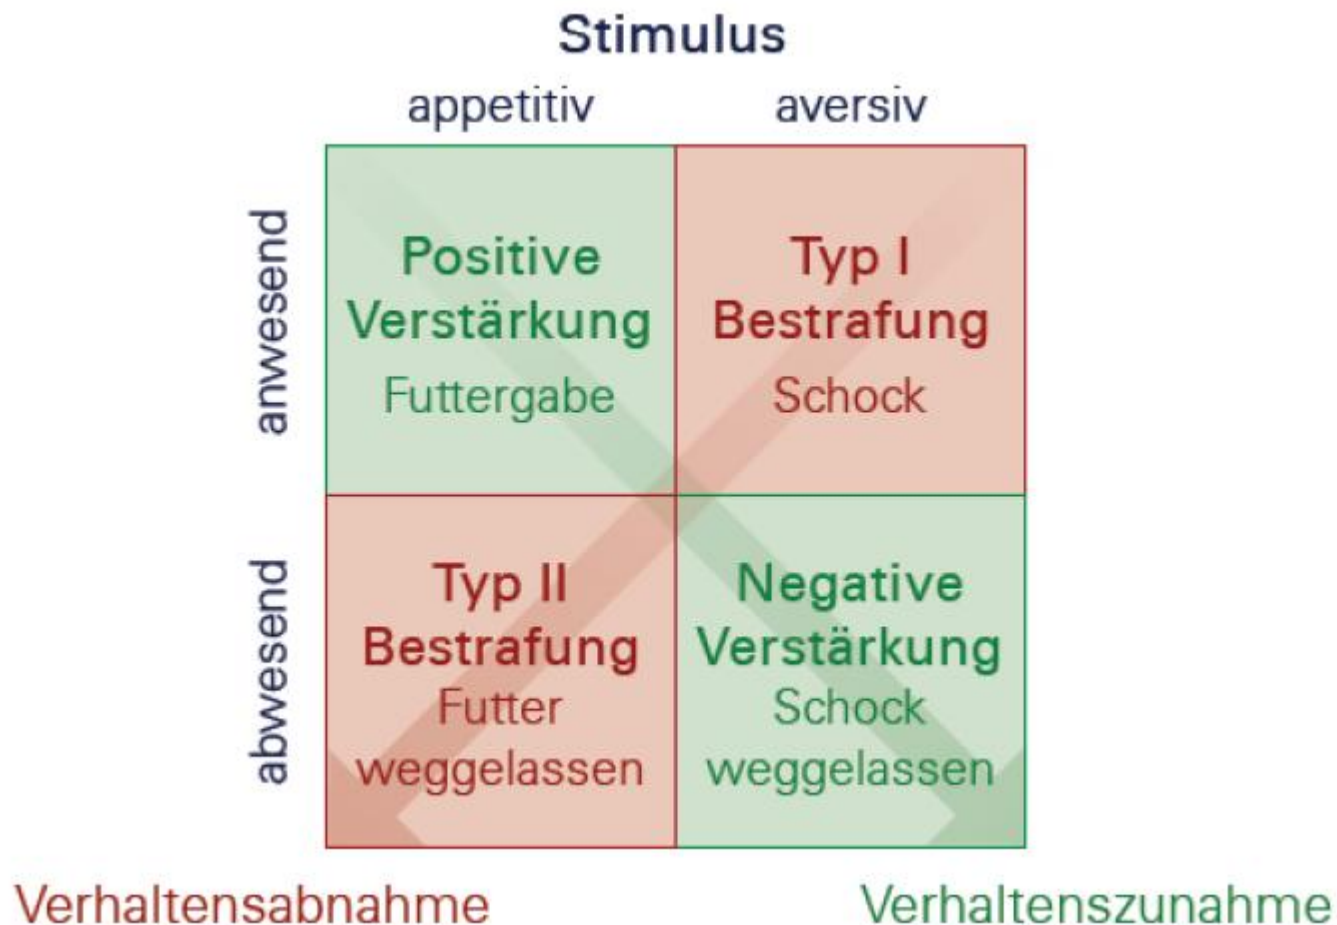 Stimulus
appetitiv
aversiv
anwesend
Positive
Verstärkung
Futtergabe
Typ I
Bestrafung
Schock
abwesend
Typ II
Bestrafung
Futter
weggelassen
Negative
Verstärkung
Schock
weggelassen
Verhaltensabnahme
Verhaltenszunahme